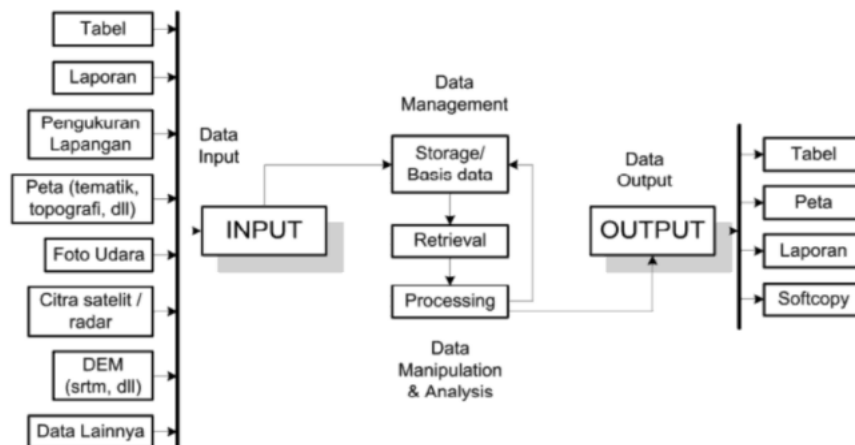 Tabel
Laporan
Pengukuran
Lapangan
Peta (tematik,
topografi, dll)
Foto Udara
Citra satelit /
radar
DEM
(srtm, dll)
Data Lainnya
Data
Input
INPUT
Data
Management
Storage/
Basis data
Retrieval
Processing
Data
Manipulation
& Analysis
Data
Output
OUTPUT
Tabel
Peta
Laporan
Softcopy